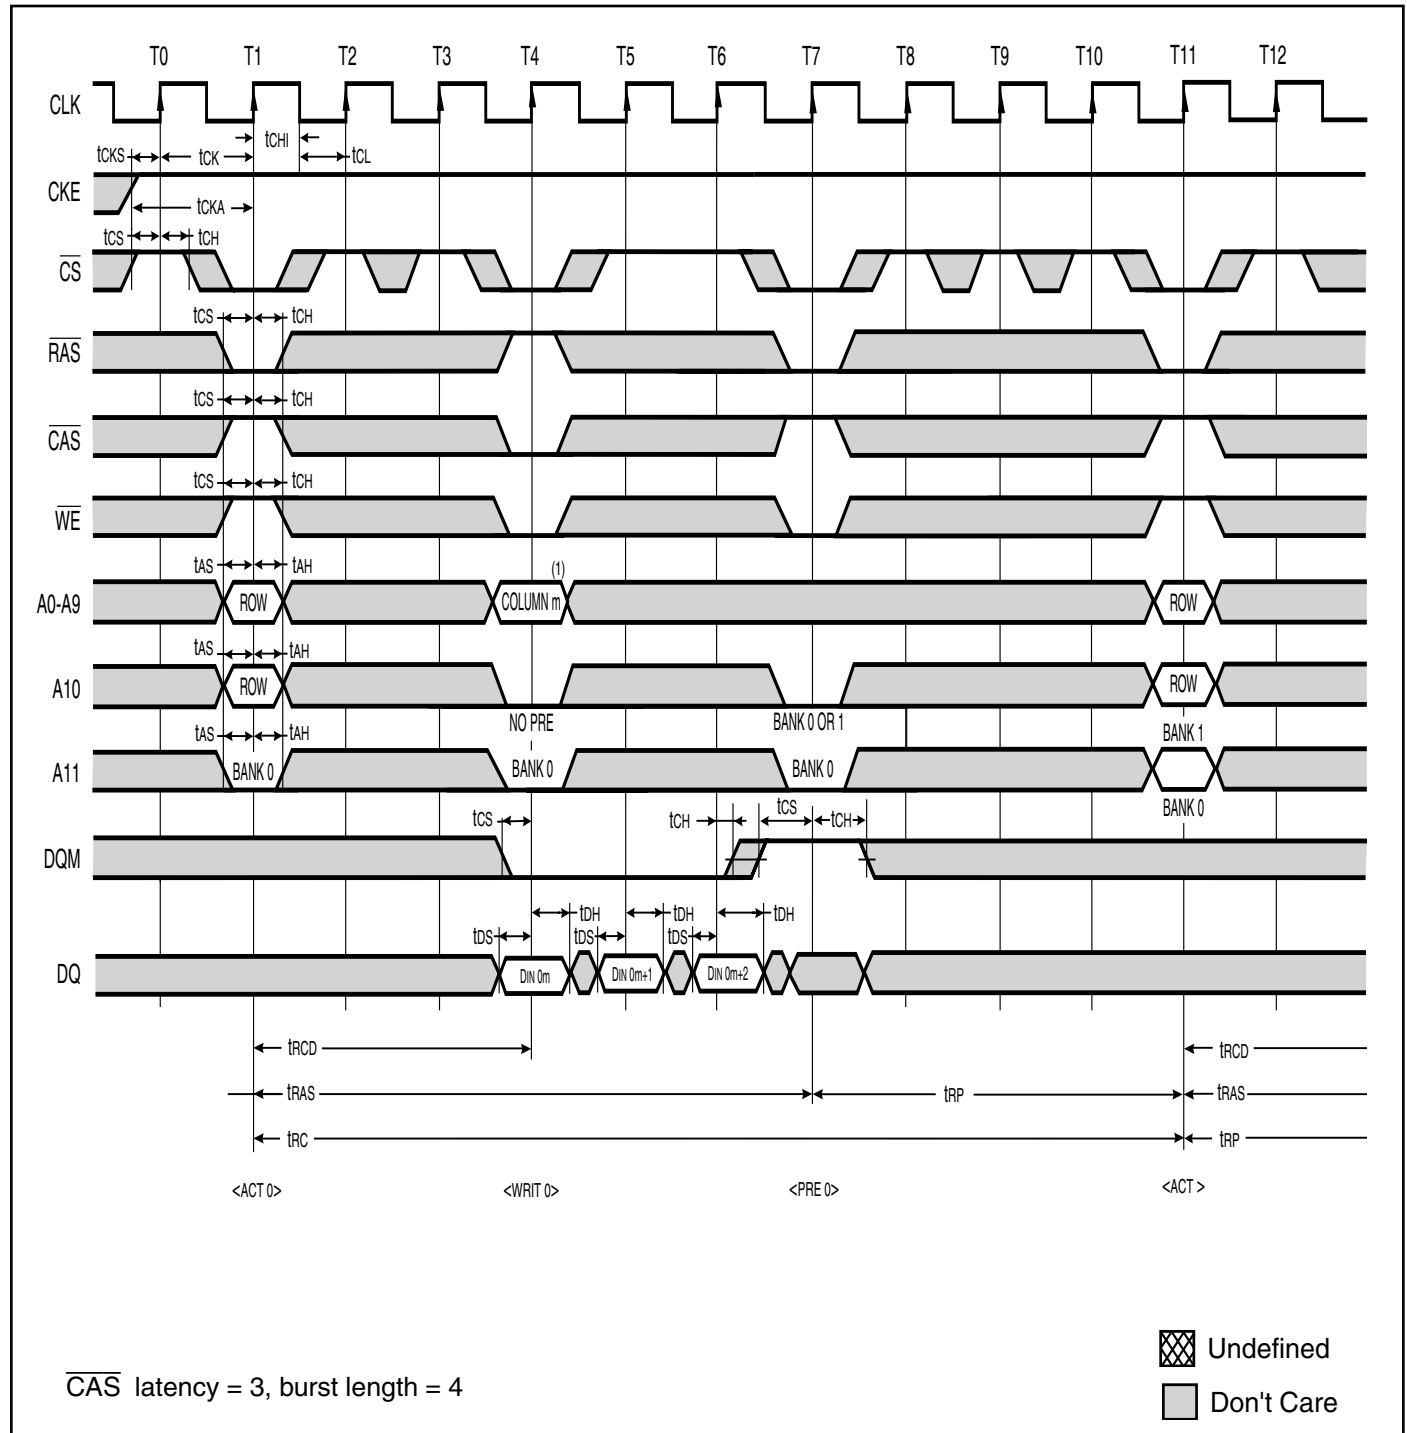 T0 T1 T2 T3 T4 T5 T6 T7 T8 T9 T10 T11 T12
CLK
tCHI
tCKS tCK tCL
CKE
tCKA
tCS tCH
CS
tCS tCH
RAS
tCS tCH
CAS
tCS tCH
WE
tAS tAH (1)
A0-A9 ROW COLUMN m ROW
tAS tAH
A10 ROW ROW
NO PRE BANK 0 OR 1 BANK 1
tAS tAH
A11 BANK 0 BANK 0 BANK 0
BANK 0
tCS tCH tCS tCH
DQM
tDH tDH tDH
tDS tDS tDS
DQ DIN 0m DIN 0m+1 DIN 0m+2
tRCD tRCD
tRAS tRP tRAS
tRC tRP
<ACT 0> <WRIT 0> <PRE 0> <ACT >
Undefined
CAS latency = 3, burst length = 4
Don't Care